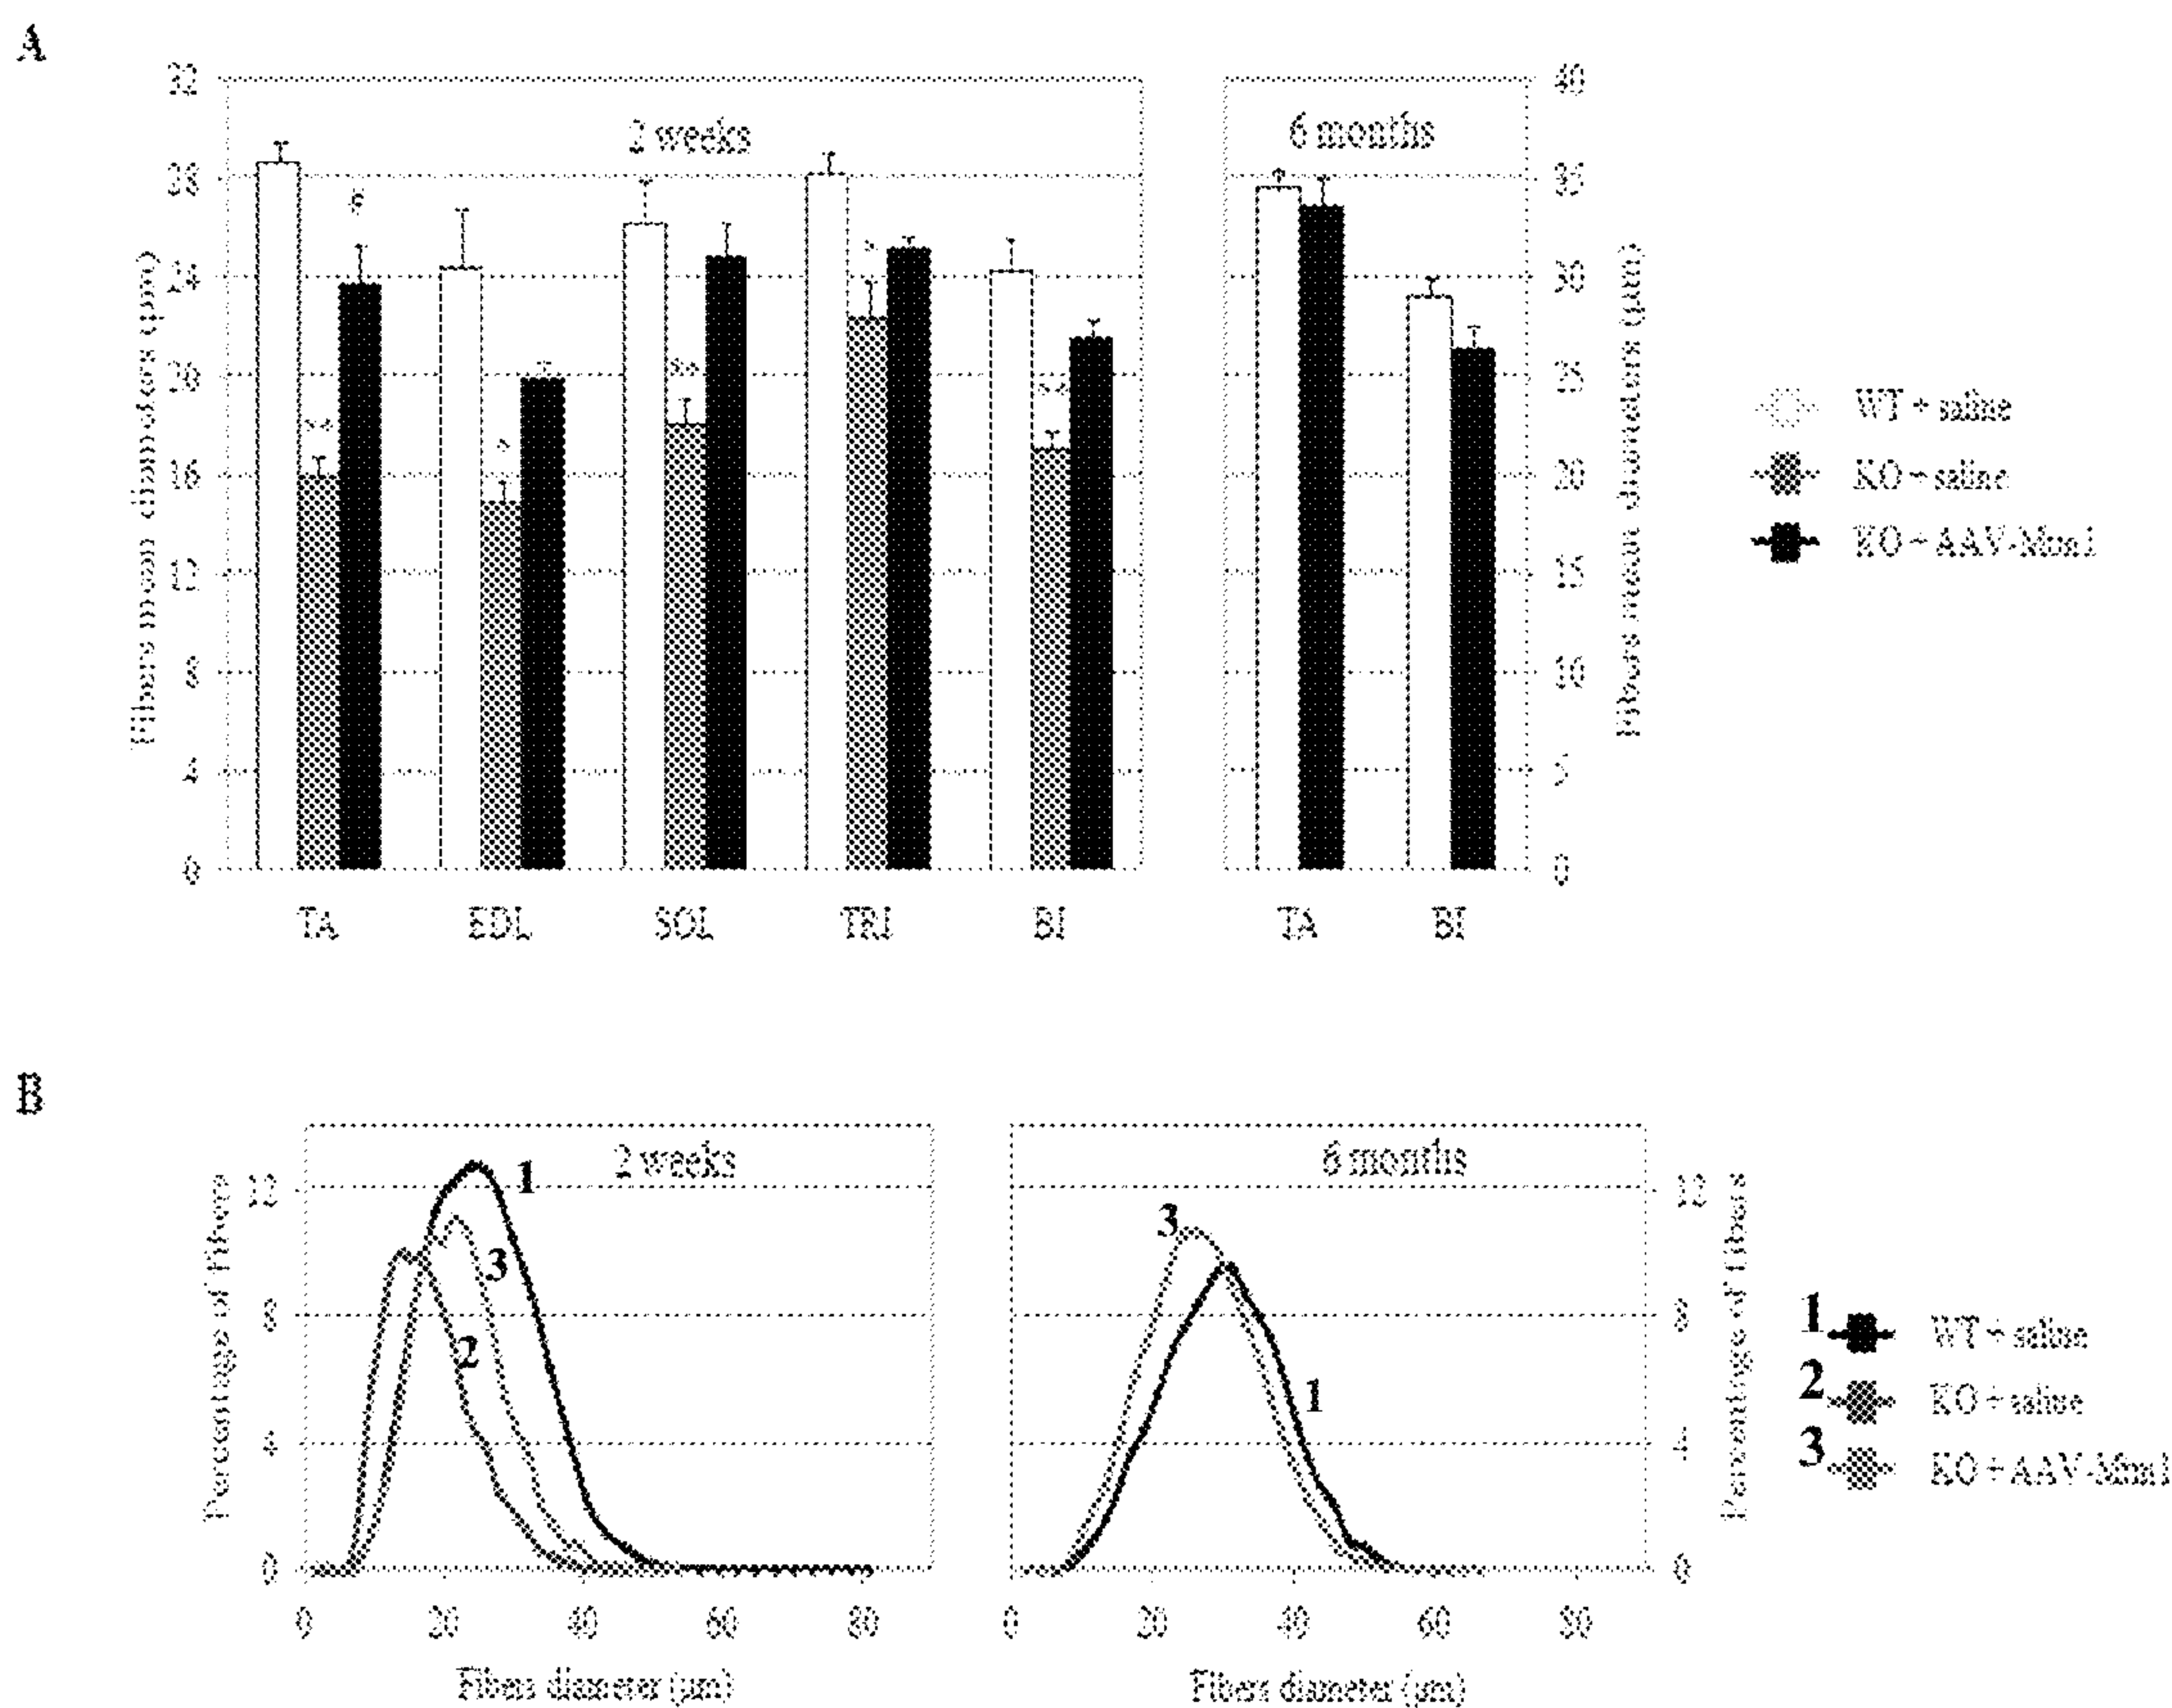 A
2 weeks
6 months
32
28
24
20
16
12
8
4
0
40
35
30
25
20
15
10
5
0
Fibers mean diameters (µm)
Fibers mean diameters (µm)
TA EDL SOL TRI BI
TA BI
WT + saline
KO + saline
KO + AAV-Mtm1
B
2 weeks
6 months
1
3
2
3
1
12
8
4
0
12
8
4
0
Percentage of Fibers
Percentage of Fibers
0 20 40 60 80
0 20 40 60 80
Fibers diameter (µm)
Fibers diameter (µm)
1 WT + saline
2 KO + saline
3 KO + AAV-Mtm1